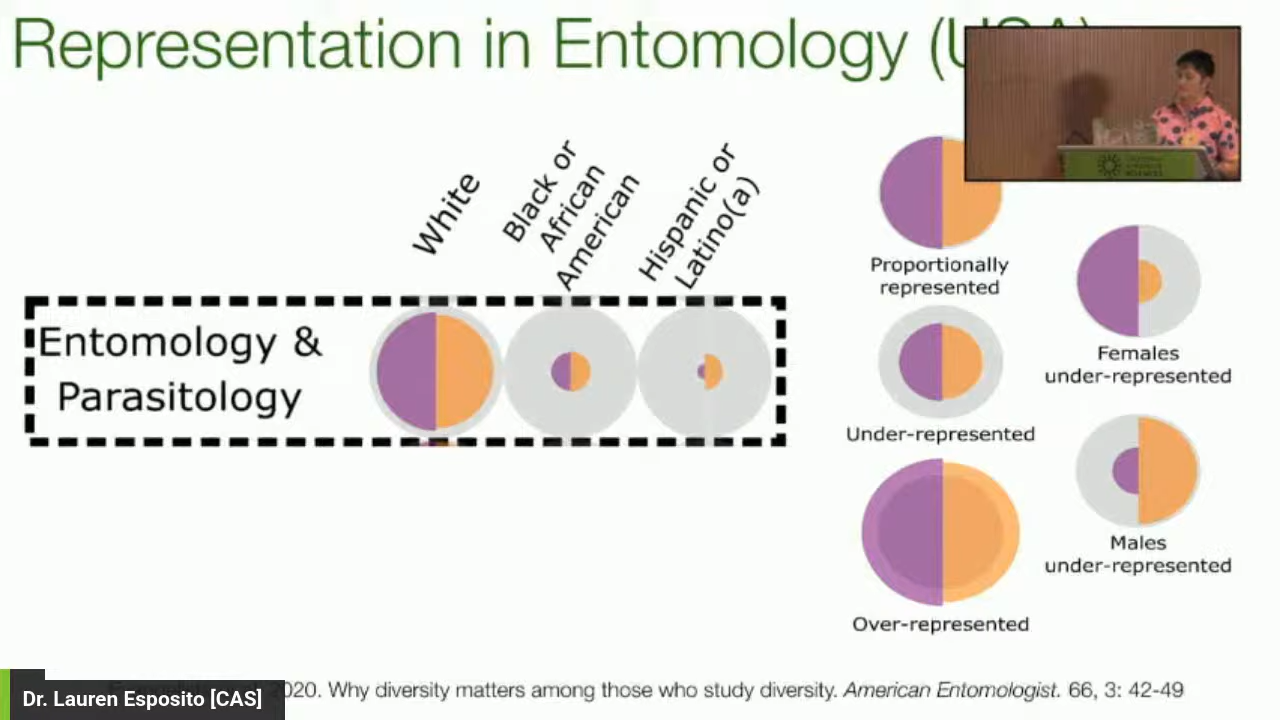 Representation in Entomology
White
Black or
African
American
Hispanic or
Latino(a)
Entomology &
Parasitology
Proportionally
represented
Females
under-represented
Under-represented
Males
under-represented
Over-represented
2020. Why diversity matters among those who study diversity. American Entomologist. 66, 3: 42-49
Dr. Lauren Esposito [CAS]